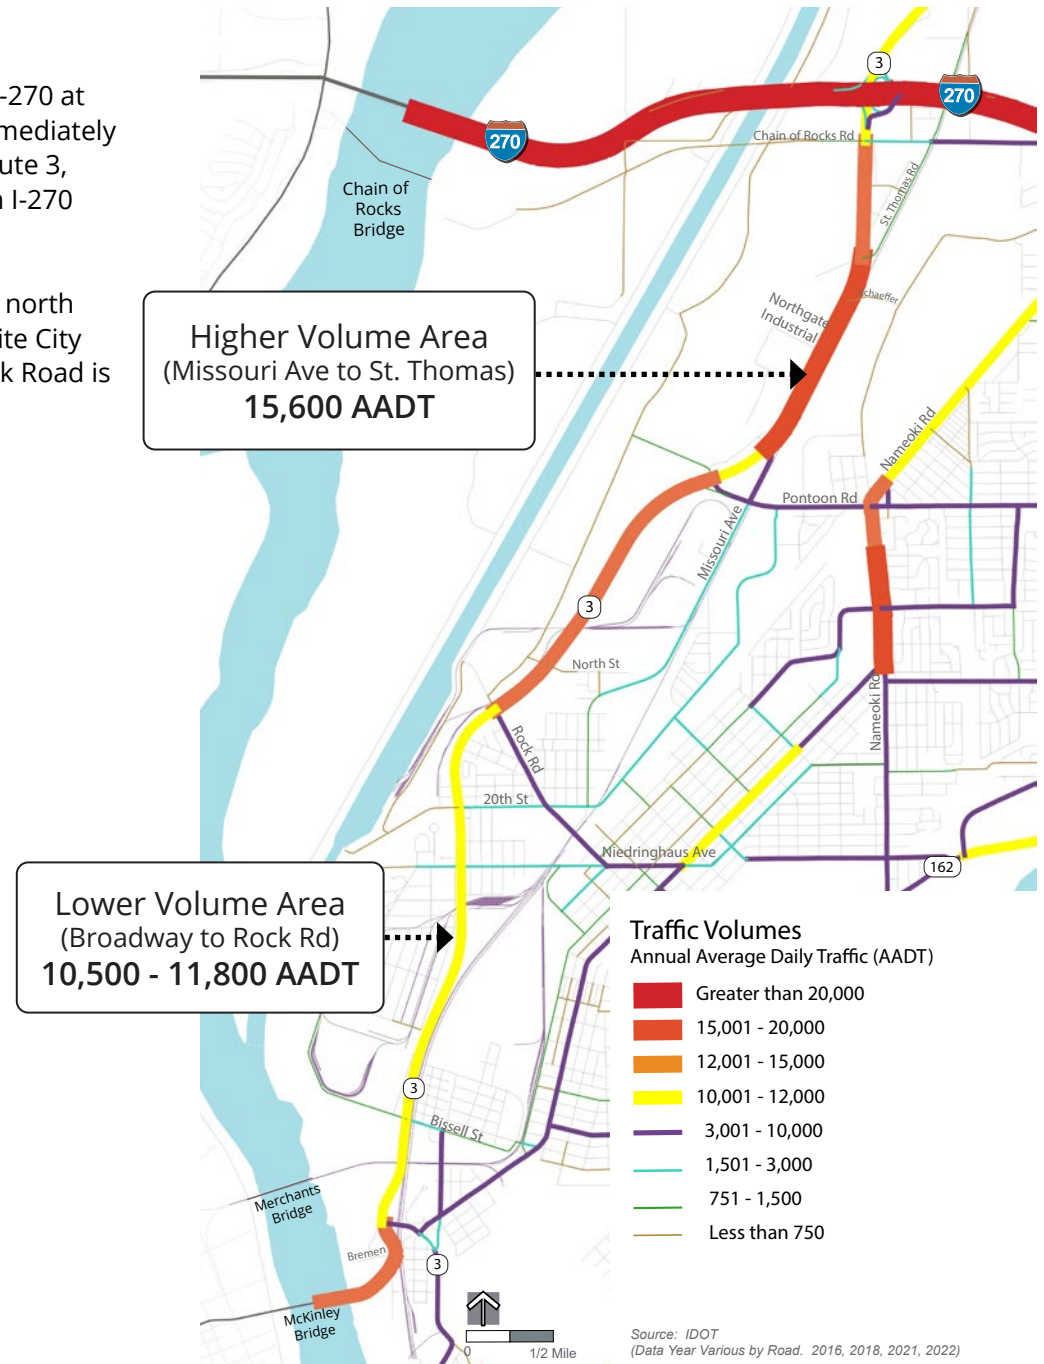 -270 at
mediately
ute 3,
n I-270
north
ite City
k Road is
3
270
270
Chain of Rocks Rd
St. Thomas Rd
Chain of
Rocks
Bridge
Schaeffer
Northgate
Industrial
Higher Volume Area
(Missouri Ave to St. Thomas)
15,600 AADT
Nameoki Rd
Pontoon Rd
Missouri Ave
3
North St
Nameoki Rd
Rock Rd
20th St
Niedringhaus Ave
162
Lower Volume Area
(Broadway to Rock Rd)
10,500 - 11,800 AADT
Traffic Volumes
Annual Average Daily Traffic (AADT)
Greater than 20,000
15,001 - 20,000
12,001 - 15,000
10,001 - 12,000
3,001 - 10,000
1,501 - 3,000
751 - 1,500
Less than 750
3
Bissell St
Merchants
Bridge
Bremen
3
McKinley
Bridge
0 1/2 Mile
Source: IDOT
(Data Year Various by Road. 2016, 2018, 2021, 2022)